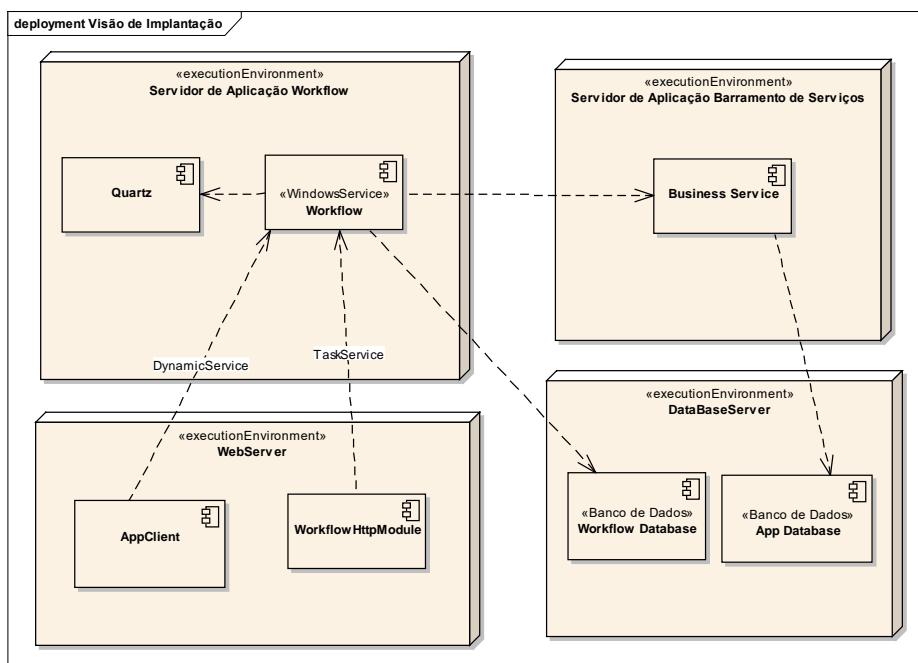 deployment Visão de Implantação
«executionEnvironment»
Servidor de Aplicação Workflow
Quartz
«WindowsService»
Workflow
«executionEnvironment»
Servidor de Aplicação Barramento de Serviços
Business Service
DynamicService
TaskService
«executionEnvironment»
WebServer
AppClient
WorkflowHttpModule
«executionEnvironment»
DataBaseServer
«Banco de Dados»
Workflow Database
«Banco de Dados»
App Database